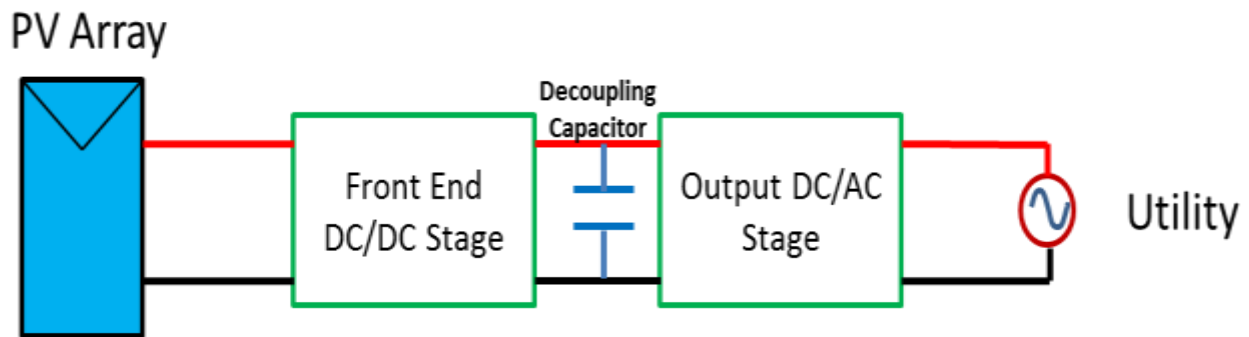 PV Array
Decoupling
Capacitor
Front End
DC/DC Stage
Output DC/AC
Stage
Utility